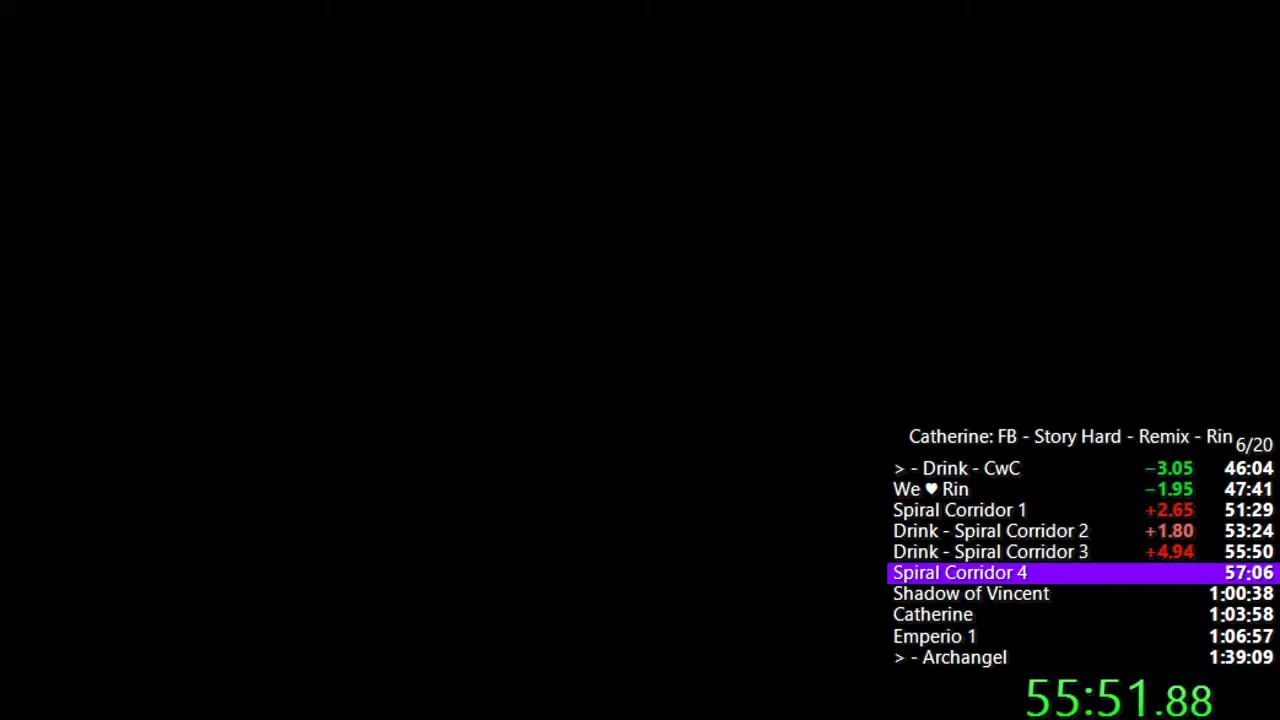 Catherine: FB - Story Hard - Remix - Rin 6/20
> - Drink - CwC −3.05 46:04
We ♥ Rin −1.95 47:41
Spiral Corridor 1 +2.65 51:29
Drink - Spiral Corridor 2 +1.80 53:24
Drink - Spiral Corridor 3 +4.94 55:50
Spiral Corridor 4 57:06
Shadow of Vincent 1:00:38
Catherine 1:03:58
Emperio 1 1:06:57
> - Archangel 1:39:09
55:51.88